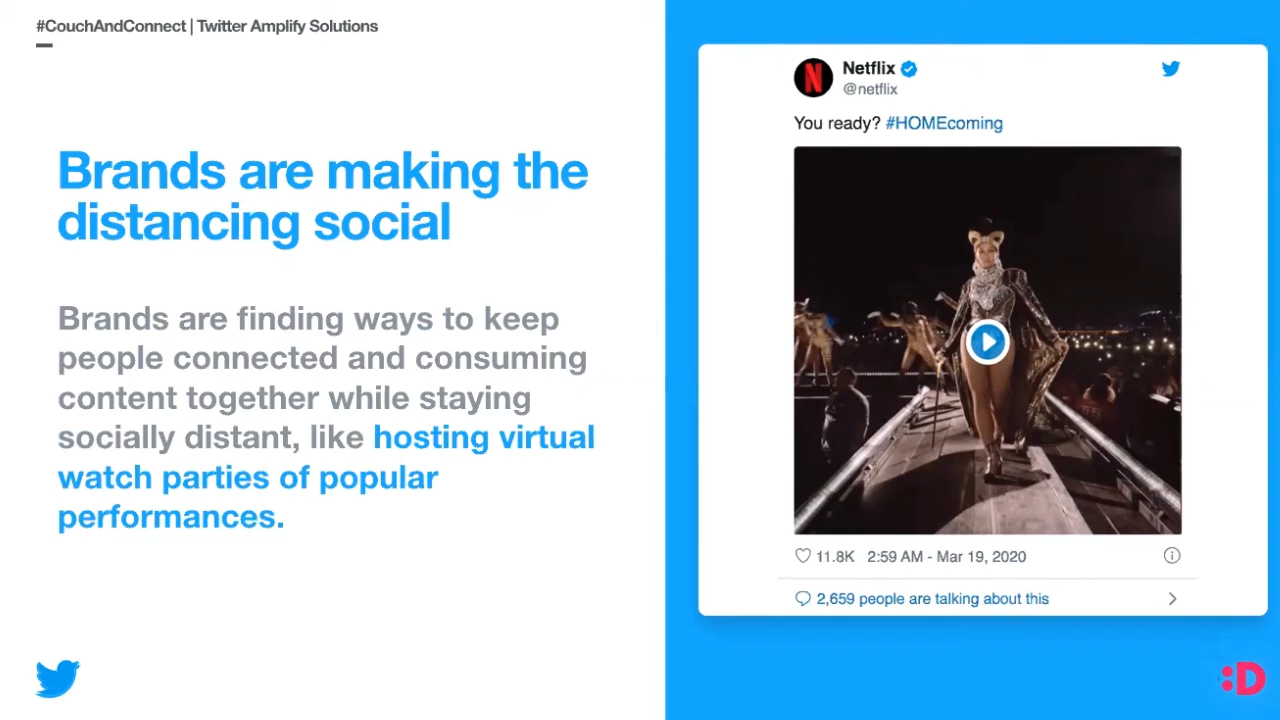 #CouchAndConnect | Twitter Amplify Solutions
Brands are making the
distancing social
Brands are finding ways to keep
people connected and consuming
content together while staying
socially distant, like hosting virtual
watch parties of popular
performances.
N
Netflix
@netflix
You ready? #HOMEcoming
11.8K 2:59 AM - Mar 19, 2020
2,659 people are talking about this
:D